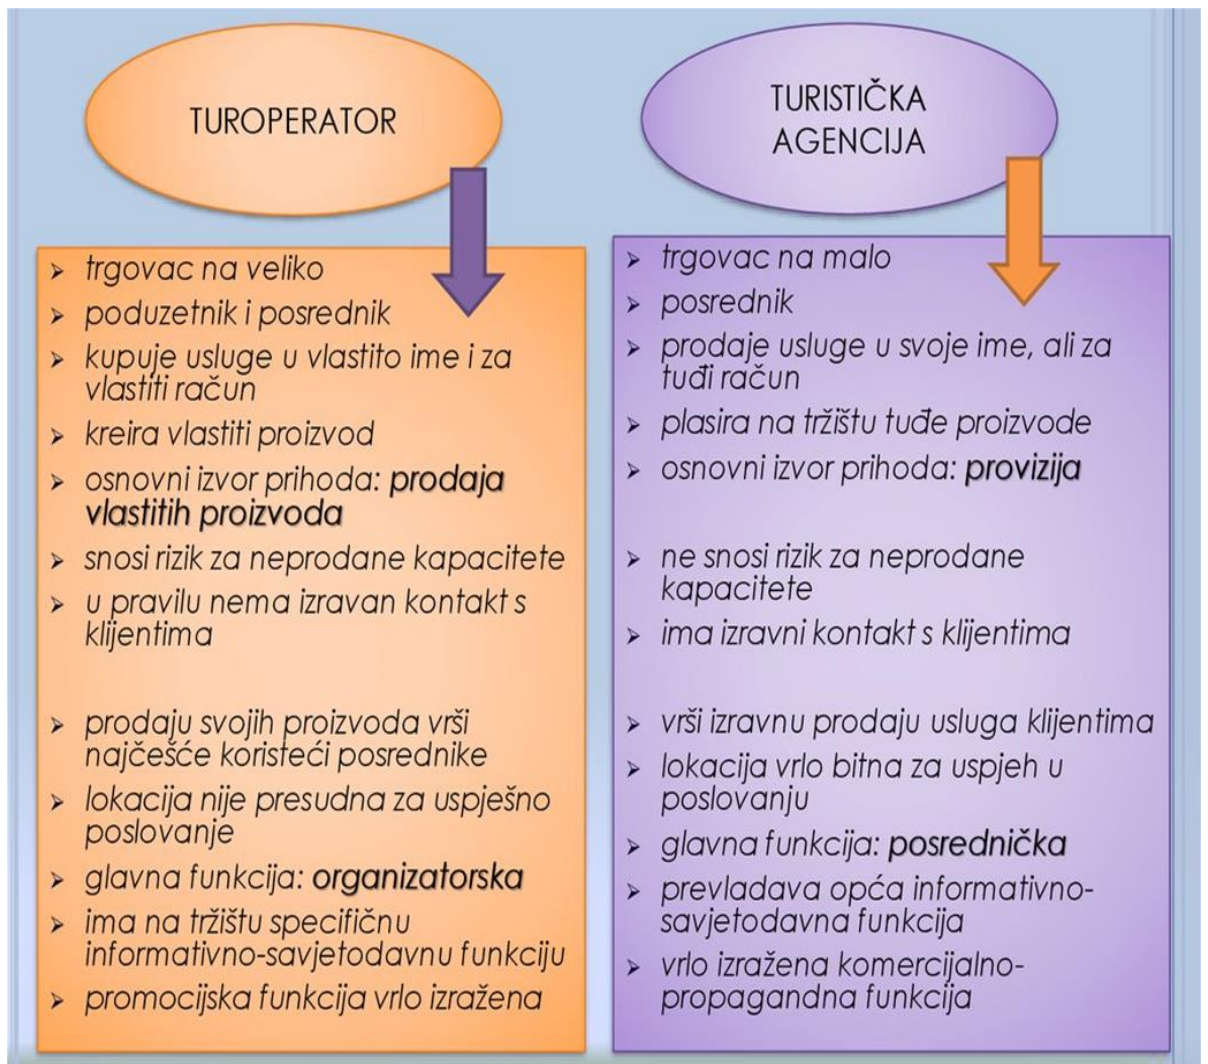 TUROPERATOR
➢ trgovac na veliko
➢ poduzetnik i posrednik
➢ kupuje usluge u vlastito ime i za
vlastiti račun
➢ kreira vlastiti proizvod
➢ osnovni izvor prihoda: prodaja
vlastitih proizvoda
➢ snosi rizik za neprodane kapacitete
➢ u pravilu nema izravan kontakt s
klijentima
➢ prodaju svojih proizvoda vrši
najčešće koristeći posrednike
➢ lokacija nije presudna za uspješno
poslovanje
➢ glavna funkcija: organizatorska
➢ ima na tržištu specifičnu
informativno-savjetodavnu funkciju
➢ promocijska funkcija vrlo izražena
TURISTIČKA
AGENCIJA
➢ trgovac na malo
➢ posrednik
➢ prodaje usluge u svoje ime, ali za
tuđi račun
➢ plasira na tržištu tuđe proizvode
➢ osnovni izvor prihoda: provizija
➢ ne snosi rizik za neprodane
kapacitete
➢ ima izravni kontakt s klijentima
➢ vrši izravnu prodaju usluga klijentima
➢ lokacija vrlo bitna za uspjeh u
poslovanju
➢ glavna funkcija: posrednička
➢ prevladava opća informativno-
savjetodavna funkcija
➢ vrlo izražena komercijalno-
propagandna funkcija